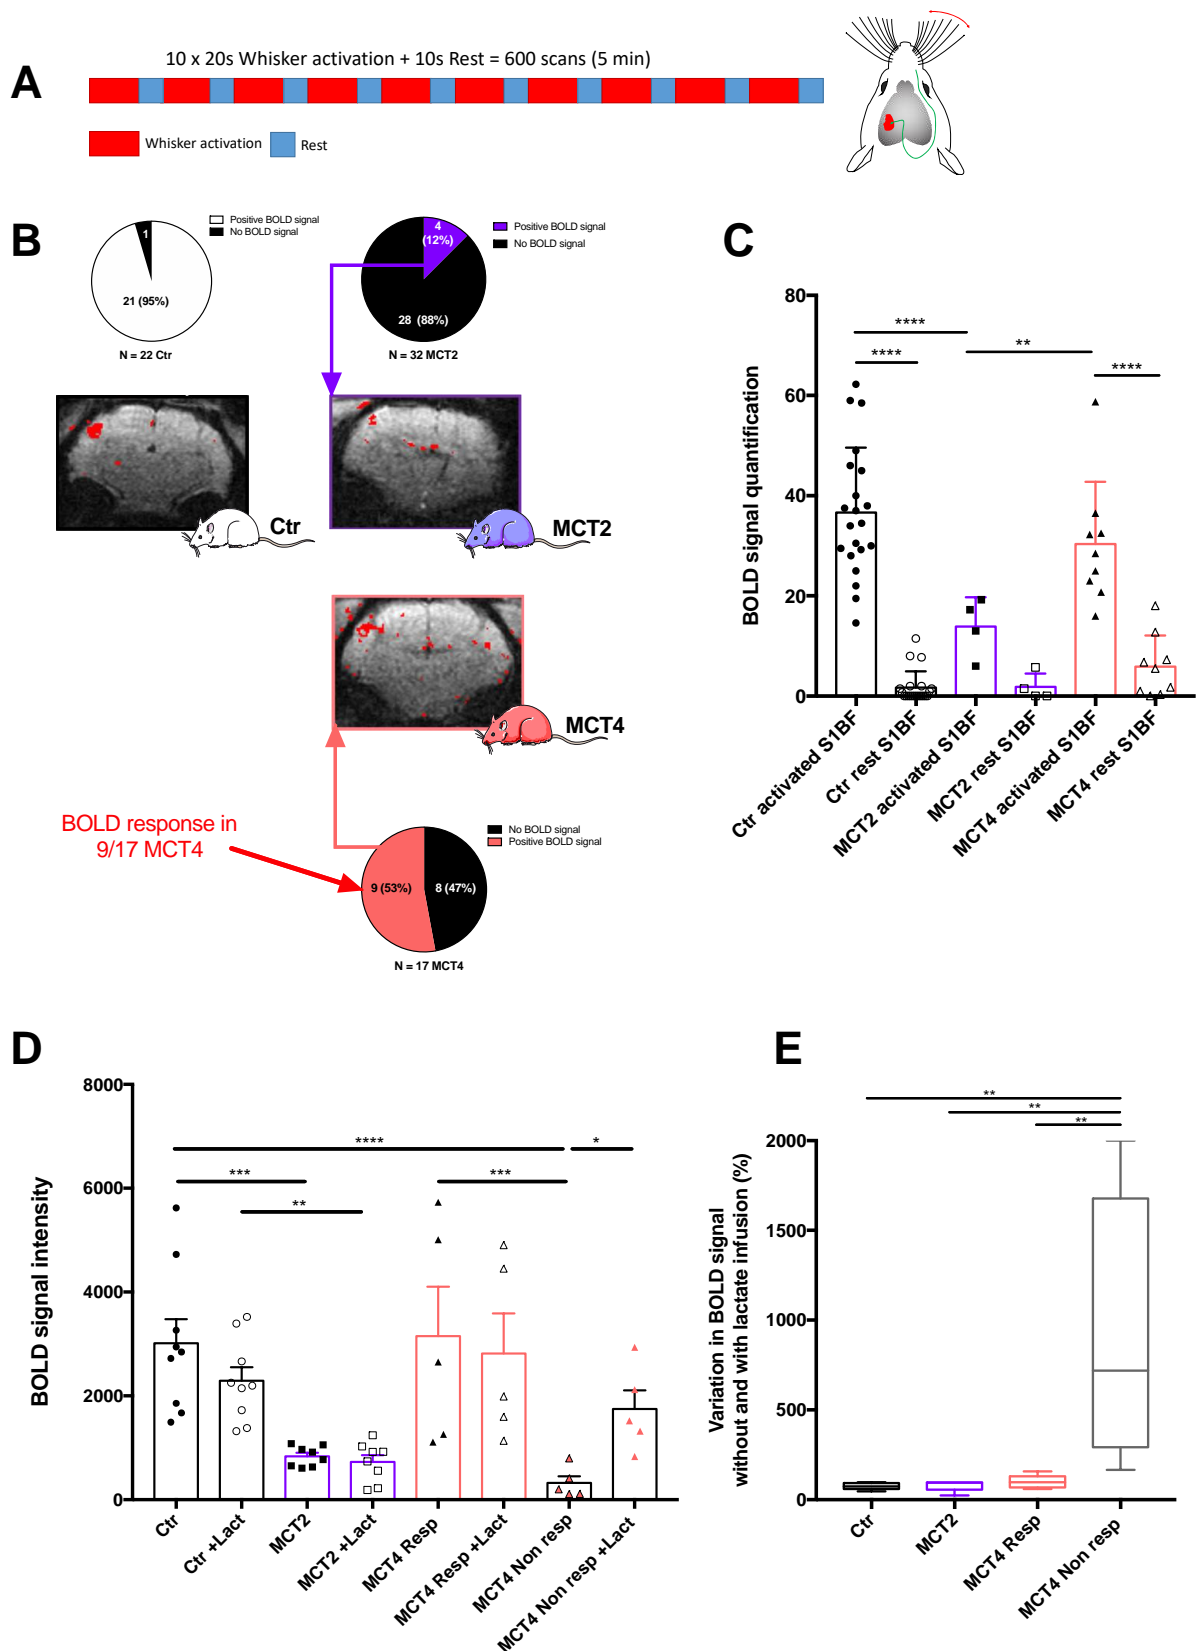 A
10 x 20s Whisker activation + 10s Rest = 600 scans (5 min)
Whisker activation
Rest
B
Positive BOLD signal
No BOLD signal
1
21 (95%)
N = 22 Ctr
Positive BOLD signal
No BOLD signal
4
(12%)
28 (88%)
N = 32 MCT2
Ctr
MCT2
MCT4
BOLD response in
9/17 MCT4
No BOLD signal
Positive BOLD signal
9 (53%)
8 (47%)
N = 17 MCT4
C
BOLD signal quantification
80
60
40
20
0
****
****
**
****
Ctr activated S1BF
Ctr rest S1BF
MCT2 activated S1BF
MCT2 rest S1BF
MCT4 activated S1BF
MCT4 rest S1BF
D
BOLD signal intensity
8000
6000
4000
2000
0
****
*
***
***
**
Ctr
Ctr +Lact
MCT2
MCT2 +Lact
MCT4 Resp
MCT4 Resp +Lact
MCT4 Non resp
MCT4 Non resp +Lact
E
Variation in BOLD signal
without and with lactate infusion (%)
2000
1500
1000
500
0
**
**
**
Ctr
MCT2
MCT4 Resp
MCT4 Non resp